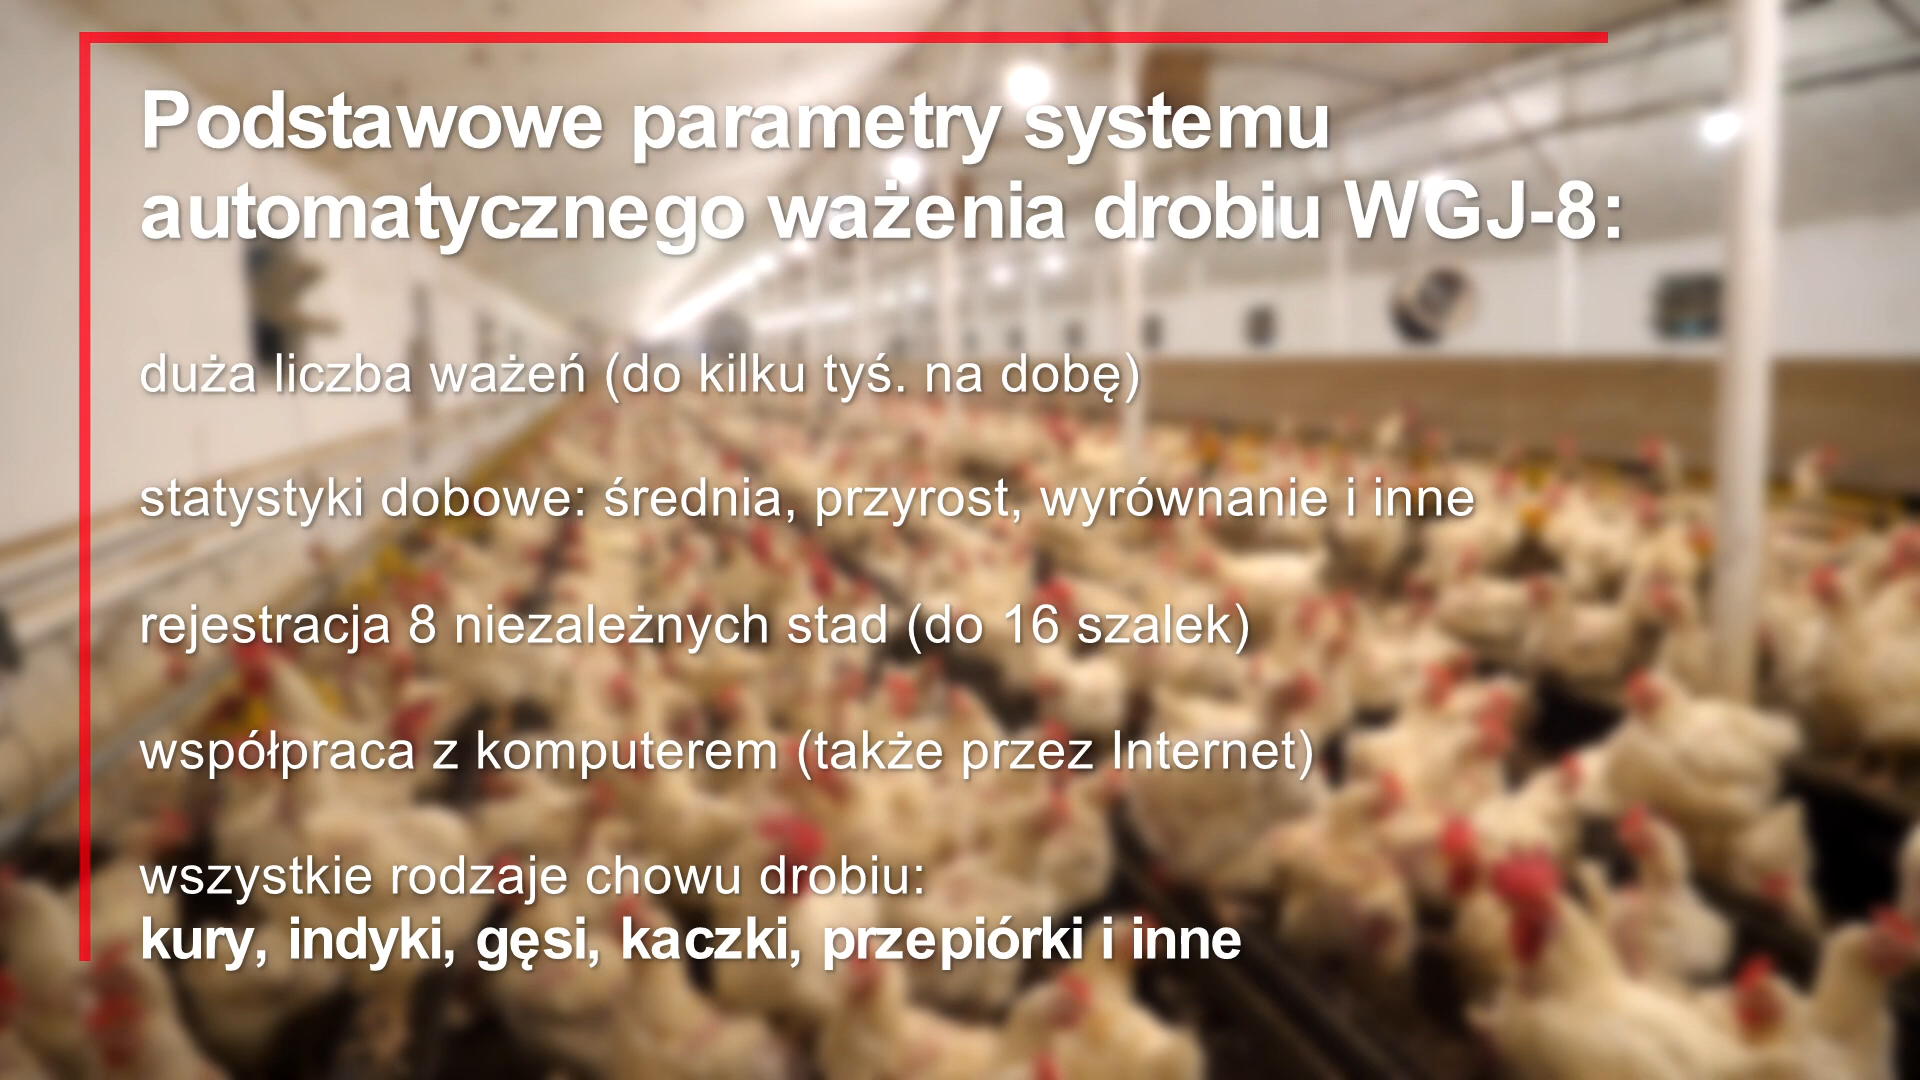 Podstawowe parametry systemu
automatycznego ważenia drobiu WGJ-8:
duża liczba ważeń (do kilku tyś. na dobę)
statystyki dobowe: średnia, przyrost, wyrównanie i inne
rejestracja 8 niezależnych stad (do 16 szalek)
współpraca z komputerem (także przez Internet)
wszystkie rodzaje chowu drobiu:
kury, indyki, gęsi, kaczki, przepiórki i inne